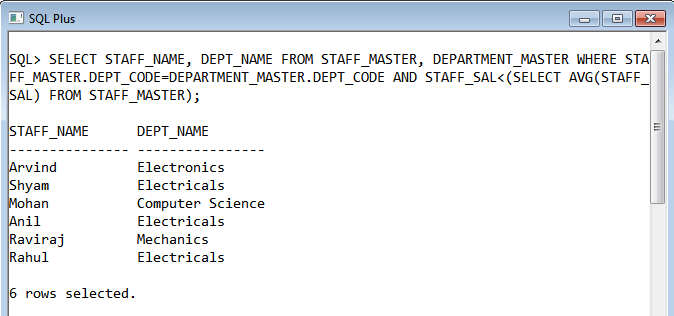 SQL Plus
SQL> SELECT STAFF_NAME, DEPT_NAME FROM STAFF_MASTER, DEPARTMENT_MASTER WHERE STA
FF_MASTER.DEPT_CODE=DEPARTMENT_MASTER.DEPT_CODE AND STAFF_SAL<(SELECT AVG(STAFF_
SAL) FROM STAFF_MASTER);
STAFF_NAME      DEPT_NAME
--------------- ----------------
Arvind          Electronics
Shyam           Electricals
Mohan           Computer Science
Anil            Electricals
Raviraj         Mechanics
Rahul           Electricals
6 rows selected.